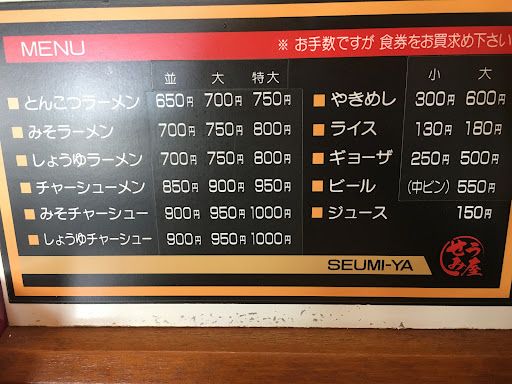 MENU ※ お手数ですが 食券をお買求め下さい
並 大 特大
とんこつラーメン 650円 700円 750円
みそラーメン 700円 750円 800円
しょうゆラーメン 700円 750円 800円
チャーシューメン 850円 900円 950円
みそチャーシュー 900円 950円 1000円
しょうゆチャーシュー 900円 950円 1000円
小 大
やきめし 300円 600円
ライス 130円 180円
ギョーザ 250円 500円
ビール (中ビン) 550円
ジュース 150円
SEUMI-YA
せうみ屋